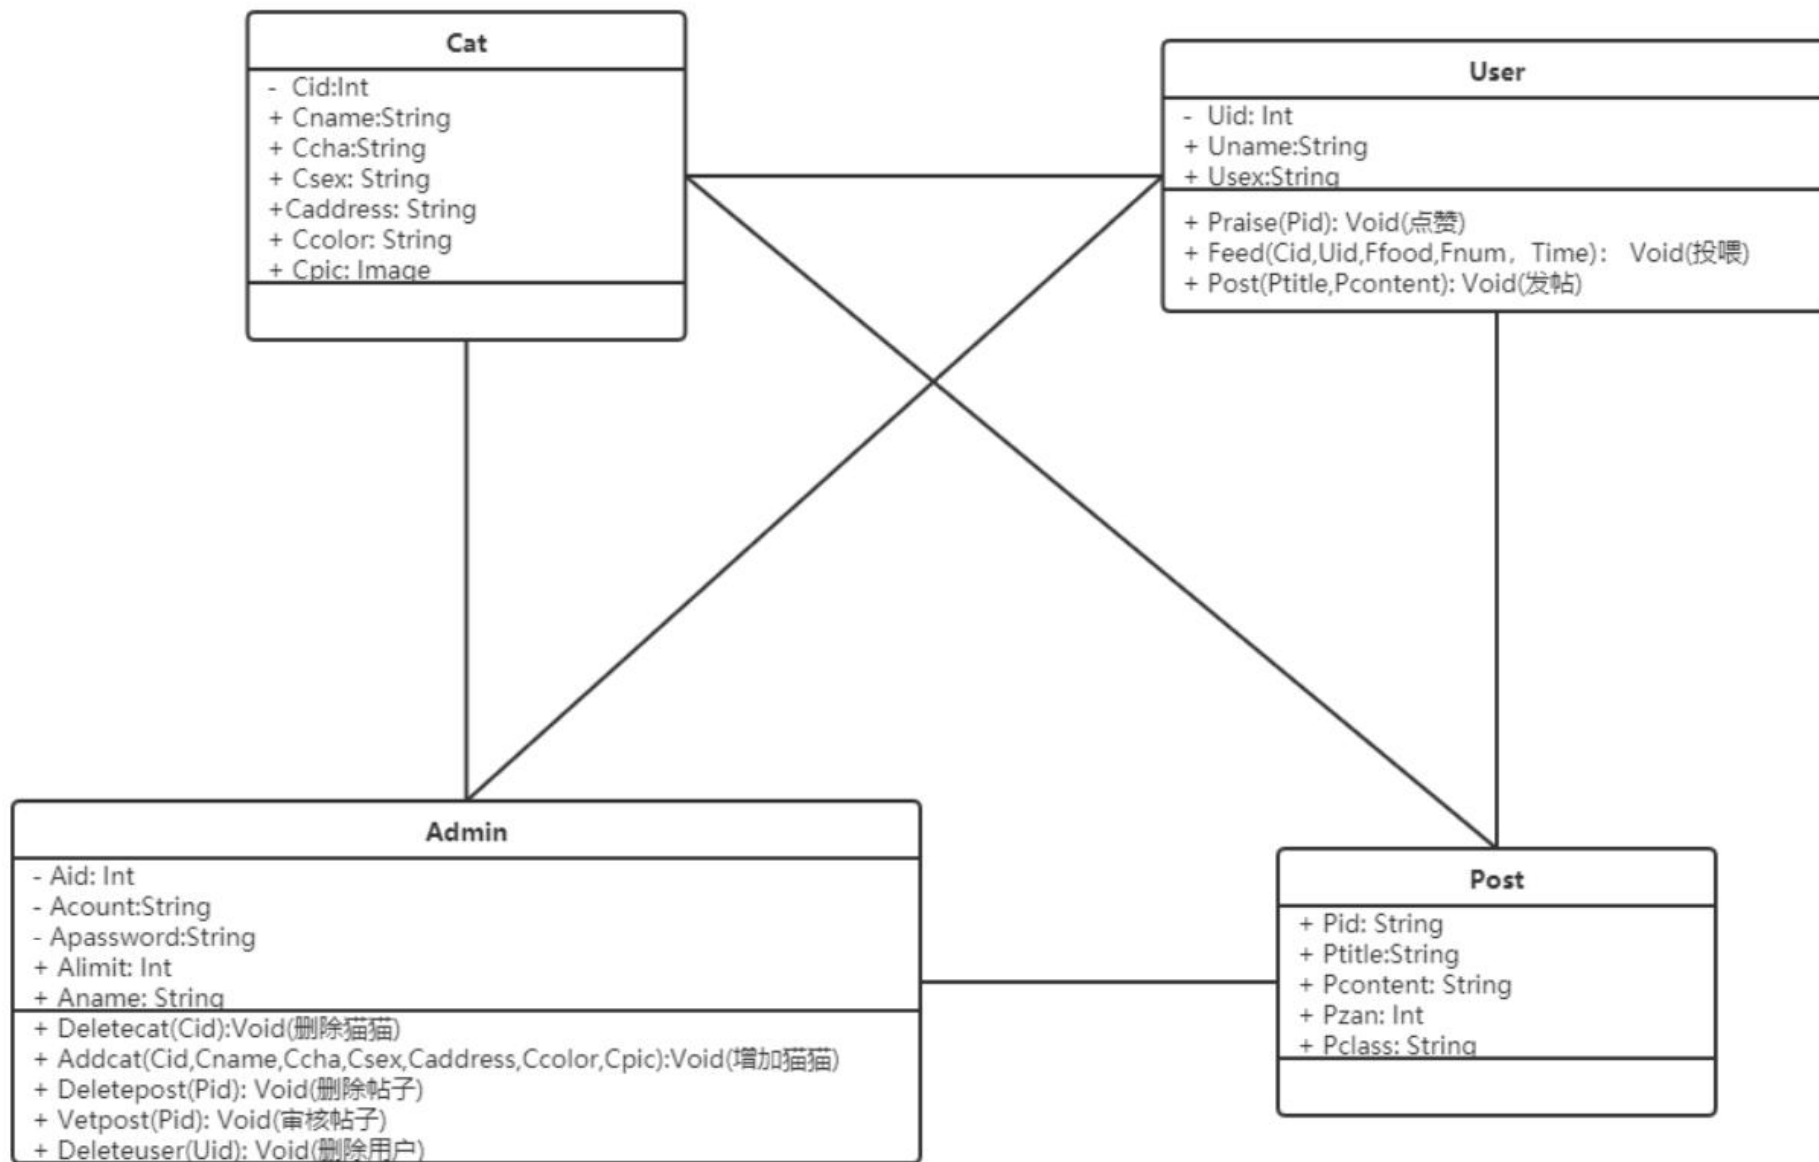 Cat
- Cid:Int
+ Cname:String
+ Ccha:String
+ Csex: String
+Caddress: String
+ Ccolor: String
+ Cpic: Image
User
- Uid: Int
+ Uname:String
+ Usex:String
+ Praise(Pid): Void(点赞)
+ Feed(Cid,Uid,Ffood,Fnum，Time)： Void(投喂)
+ Post(Ptitle,Pcontent): Void(发帖)
Admin
- Aid: Int
- Acount:String
- Apassword:String
+ Alimit: Int
+ Aname: String
+ Deletecat(Cid):Void(删除猫猫)
+ Addcat(Cid,Cname,Ccha,Csex,Caddress,Ccolor,Cpic):Void(增加猫猫)
+ Deletepost(Pid): Void(删除帖子)
+ Vetpost(Pid): Void(审核帖子)
+ Deleteuser(Uid): Void(删除用户)
Post
+ Pid: String
+ Ptitle:String
+ Pcontent: String
+ Pzan: Int
+ Pclass: String